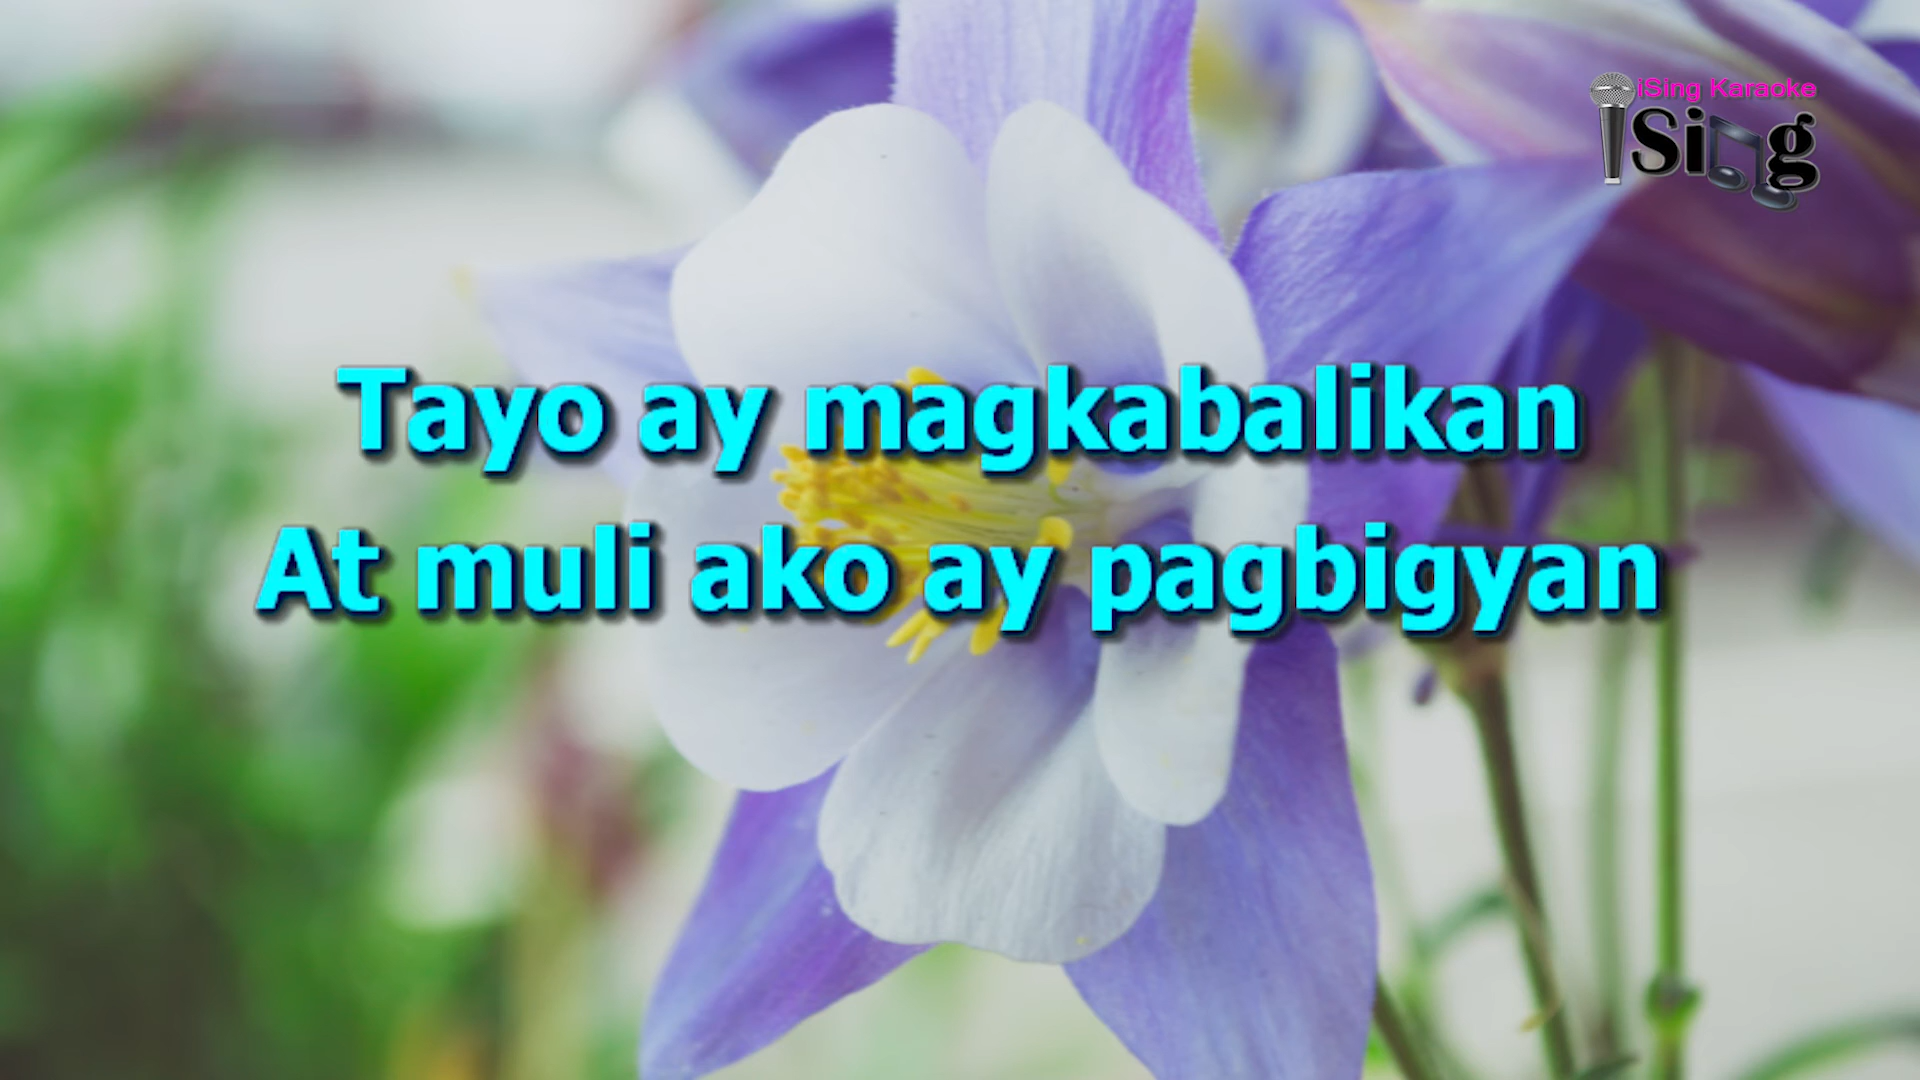 iSing Karaoke
iSing
Tayo ay magkabalikan
At muli ako ay pagbigyan